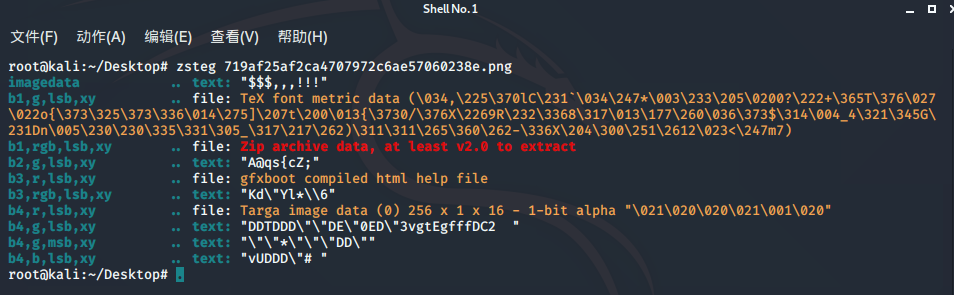 Shell No. 1
文件(F) 动作(A) 编辑(E) 查看(V) 帮助(H)
root@kali:~/Desktop# zsteg 719af25af2ca4707972c6ae57060238e.png
imagedata .. text: "$$$,,,!!!"
b1,g,lsb,xy .. file: TeX font metric data (\034,\225\370lC\231`\034\247*\003\233\205\0200?\222+\365T\376\027
\022o{\373\325\373\336\014\275]\207t\200\013{\3730/\376X\2269R\232\3368\317\013\177\260\036\373$\314\004_4\321\345G\
231Dn\005\230\230\335\331\305_\317\217\262)\311\311\265\360\262-\336X\204\300\251\2612\023<\247m7)
b1,rgb,lsb,xy .. file: Zip archive data, at least v2.0 to extract
b2,g,lsb,xy .. text: "A@qs{cZ;"
b3,r,lsb,xy .. file: gfxboot compiled html help file
b3,rgb,lsb,xy .. text: "Kd\"Yl*\\6"
b4,r,lsb,xy .. file: Targa image data (0) 256 x 1 x 16 - 1-bit alpha "\021\020\020\021\001\020"
b4,g,lsb,xy .. text: "DDTDDD\"\"DE\"0ED\"3vgtEgfffDC2 "
b4,g,msb,xy .. text: "\"\"*\"\"\"DD\""
b4,b,lsb,xy .. text: "vUDDD\"# "
root@kali:~/Desktop#